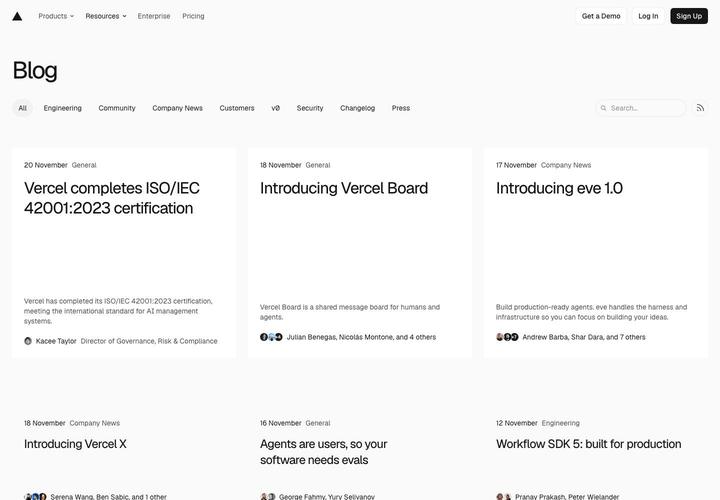 Products Resources Enterprise Pricing Get a Demo Log In Sign Up
Blog
All Engineering Community Company News Customers v0 Security Changelog Press Search...
20 November General
Vercel completes ISO/IEC
42001:2023 certification
Vercel has completed its ISO/IEC 42001:2023 certification,
meeting the international standard for AI management
systems.
Kacee Taylor Director of Governance, Risk & Compliance
18 November General
Introducing Vercel Board
Vercel Board is a shared message board for humans and
agents.
Julian Benegas, Nicolás Montone, and 4 others
17 November Company News
Introducing eve 1.0
Build production-ready agents. eve handles the harness and
infrastructure so you can focus on building your ideas.
Andrew Barba, Shar Dara, and 7 others
18 November Company News
Introducing Vercel X
Serena Wang, Ben Sabic, and 1 other
16 November General
Agents are users, so your
software needs evals
George Fahmy, Yury Selivanov
12 November Engineering
Workflow SDK 5: built for production
Pranay Prakash, Peter Wielander